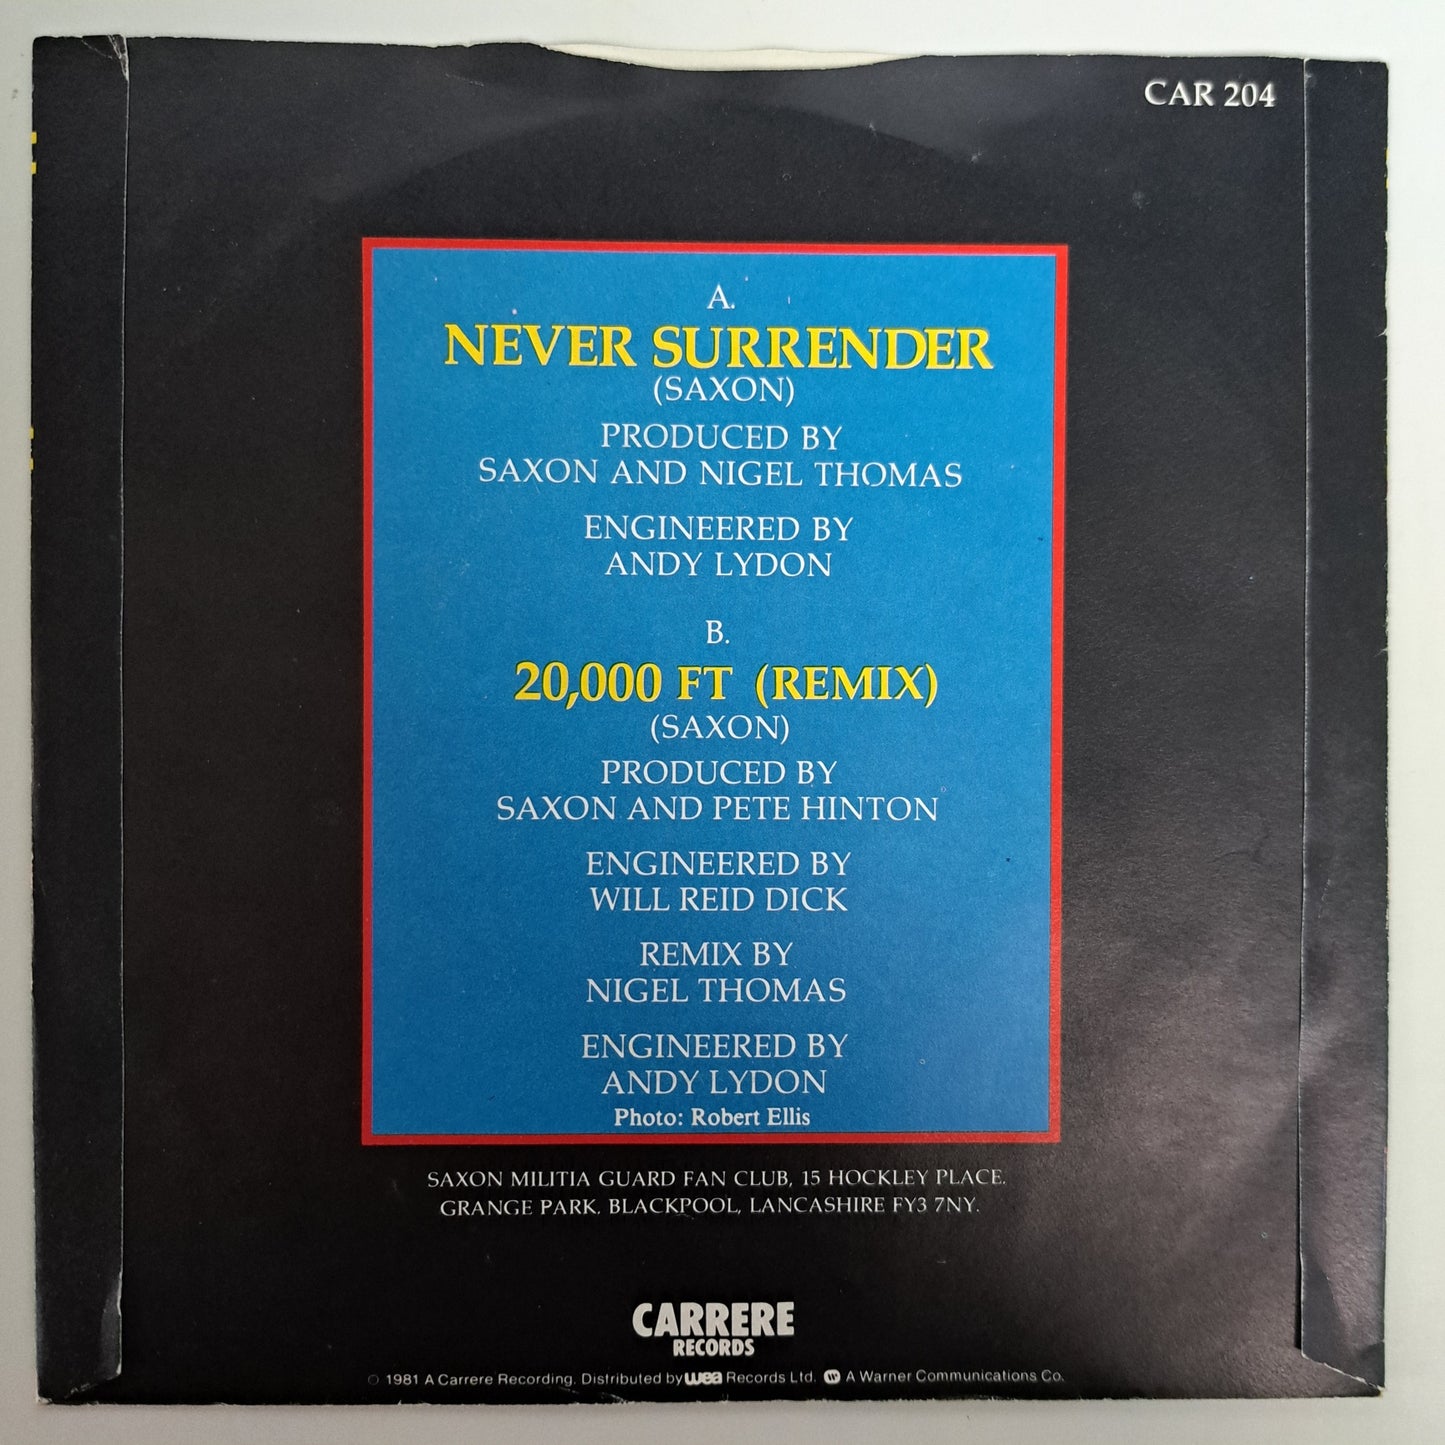 CAR 204
A.
NEVER SURRENDER
(SAXON)
PRODUCED BY
SAXON AND NIGEL THOMAS
ENGINEERED BY
ANDY LYDON
B.
20,000 FT (REMIX)
(SAXON)
PRODUCED BY
SAXON AND PETE HINTON
ENGINEERED BY
WILL REID DICK
REMIX BY
NIGEL THOMAS
ENGINEERED BY
ANDY LYDON
Photo: Robert Ellis
SAXON MILITIA GUARD FAN CLUB, 15 HOCKLEY PLACE.
GRANGE PARK, BLACKPOOL, LANCASHIRE FY3 7NY.
CARRERE
RECORDS
1981 A Carrere Recording. Distributed by wea Records Ltd. A Warner Communications Co.